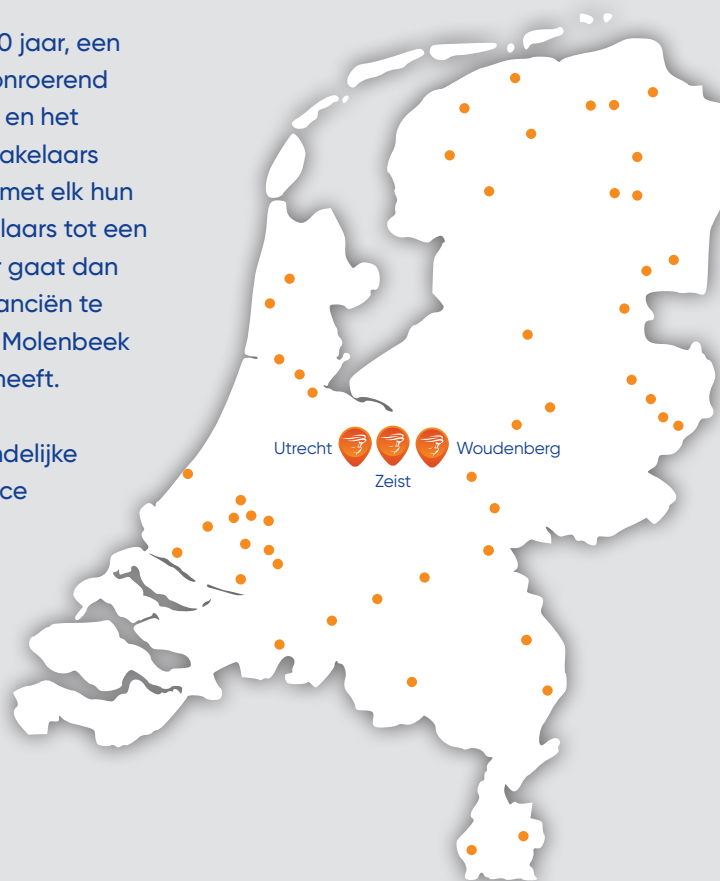 0 jaar, een
onroerend
en het
akelaars
met elk hun
laars tot een
r gaat dan
anciën te
Molenbeek
heeft.
ndelijke
ce
Utrecht
Woudenberg
Zeist